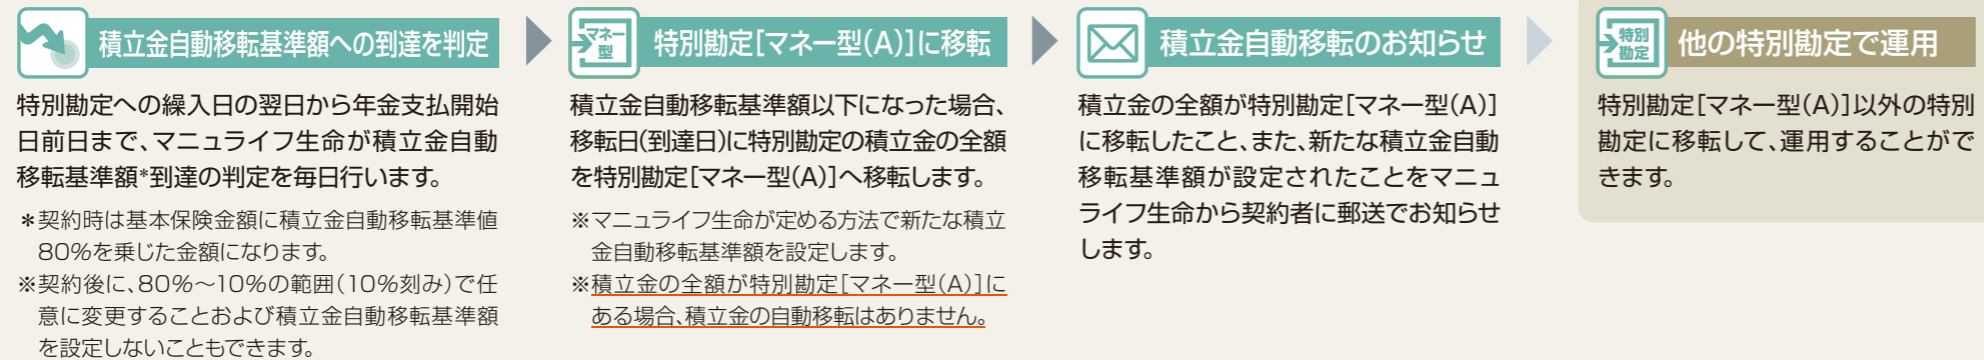 積立金自動移転基準額への到達を判定
特別勘定への繰入日の翌日から年金支払開始
日前日まで、マニュライフ生命が積立金自動
移転基準額*到達の判定を毎日行います。
*契約時は基本保険金額に積立金自動移転基準値
80%を乗じた金額になります。
※契約後に、80%～10%の範囲(10%刻み)で任
意に変更することおよび積立金自動移転基準額
を設定しないこともできます。
マネー
型
特別勘定[マネー型(A)]に移転
積立金自動移転基準額以下になった場合、
移転日(到達日)に特別勘定の積立金の全額
を特別勘定[マネー型(A)]へ移転します。
※マニュライフ生命が定める方法で新たな積立
金自動移転基準額を設定します。
※積立金の全額が特別勘定[マネー型(A)]に
ある場合、積立金の自動移転はありません。
積立金自動移転のお知らせ
積立金の全額が特別勘定[マネー型(A)]
に移転したこと、また、新たな積立金自動
移転基準額が設定されたことをマニュ
ライフ生命から契約者に郵送でお知らせ
します。
特別
勘定
他の特別勘定で運用
特別勘定[マネー型(A)]以外の特別
勘定に移転して、運用することがで
きます。